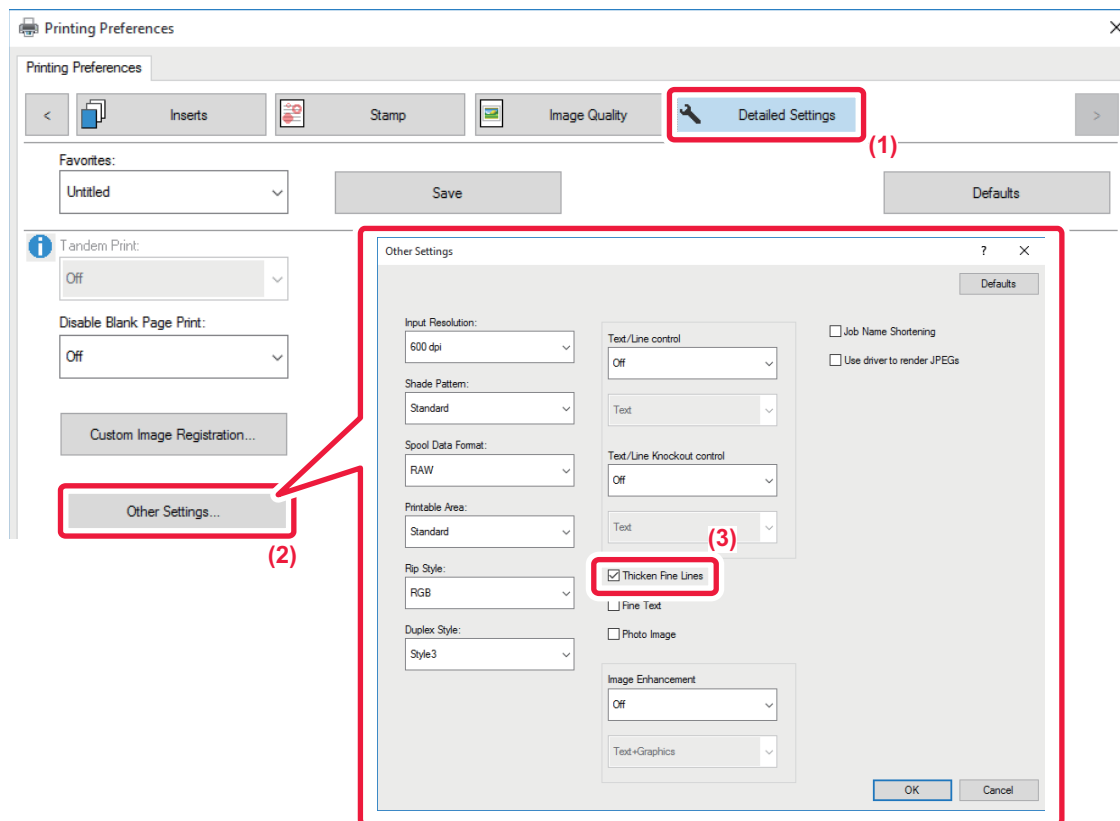 Printing Preferences
Printing Preferences
<
Inserts
Stamp
Image Quality
Detailed Settings
>
(1)
Favorites:
Untitled
Save
Defaults
Tandem Print:
Off
Disable Blank Page Print:
Off
Custom Image Registration...
Other Settings...
(2)
Other Settings
?
Defaults
Input Resolution:
600 dpi
Shade Pattern:
Standard
Spool Data Format:
RAW
Printable Area:
Standard
Rip Style:
RGB
Duplex Style:
Style3
Text/Line control
Off
Text
Text/Line Knockout control
Off
Text
(3)
Thicken Fine Lines
Fine Text
Photo Image
Image Enhancement
Off
Text+Graphics
Job Name Shortening
Use driver to render JPEGs
OK
Cancel